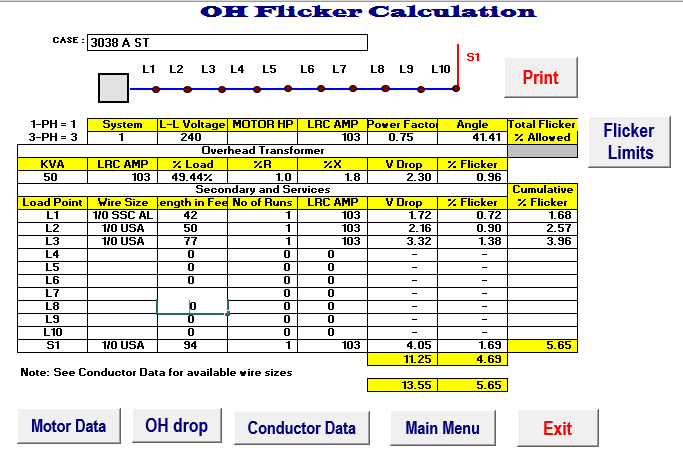 OH Flicker Calculation
CASE : 3038 A ST
S1
L1 L2 L3 L4 L5 L6 L7 L8 L9 L10
Print
1-PH = 1 System L-L Voltage MOTOR HP LRC AMP Power Facto Angle Total Flicker
3-PH = 3 1 240 103 0.75 41.41 % Allowed
Flicker
Limits
Overhead Transformer
KVA LRC AMP % Load %R %X V Drop % Flicker
50 103 49.44% 1.0 1.8 2.30 0.96
Secondary and Services Cumulative
Load Point Wire Size ength in Fee No of Runs LRC AMP V Drop % Flicker % Flicker
L1 1/0 SSC AL 42 1 103 1.72 0.72 1.68
L2 1/0 USA 50 1 103 2.16 0.90 2.57
L3 1/0 USA 77 1 103 3.32 1.38 3.96
L4 0 0 0 - -
L5 0 0 0 - -
L6 0 0 0 - -
L7 0 0 - -
L8 0 0 0 - -
L9 0 0 0 - -
L10 0 0 0 - -
S1 1/0 USA 94 1 103 4.05 1.69 5.65
11.25 4.69
Note: See Conductor Data for available wire sizes
13.55 5.65
Motor Data OH drop Conductor Data Main Menu Exit